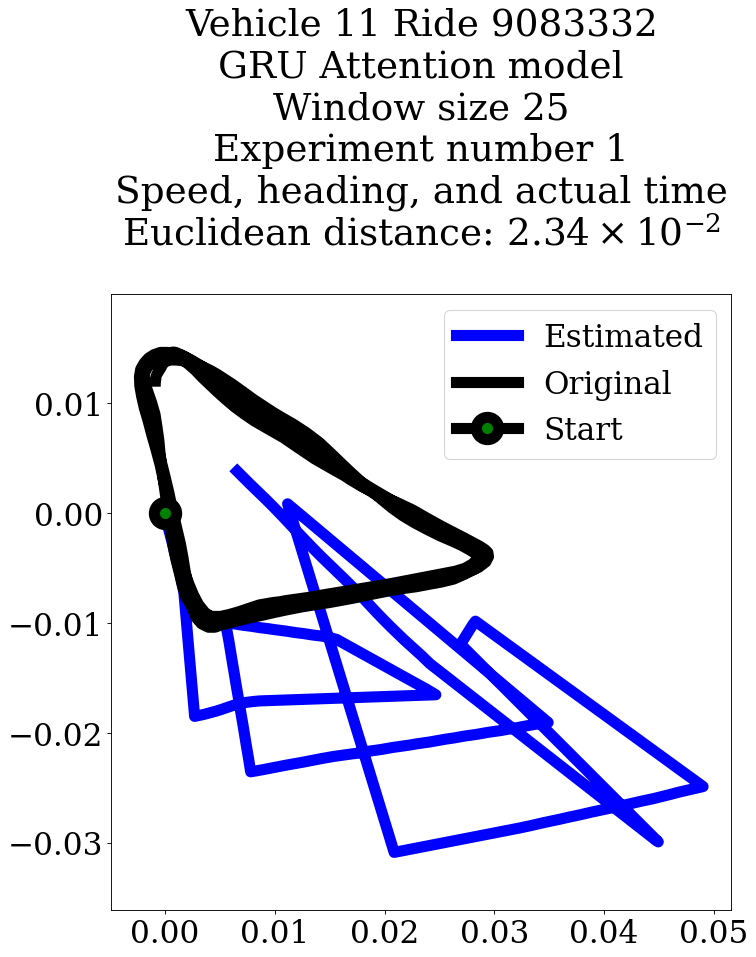 Vehicle 11 Ride 9083332
GRU Attention model
Window size 25
Experiment number 1
Speed, heading, and actual time
Euclidean distance: 2.34 × 10⁻²
Estimated
Original
Start
0.01
0.00
−0.01
−0.02
−0.03
0.00 0.01 0.02 0.03 0.04 0.05